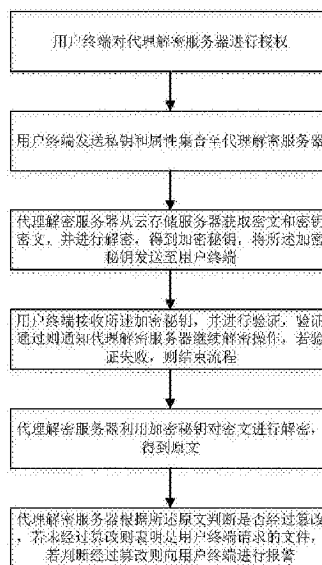 用户终端对代理解密服务器进行授权
用户终端发送私钥和属性集合至代理解密服务器
代理解密服务器从云存储服务器获取密文和密钥
密文，并进行解密，得到加密秘钥，将所述加密
秘钥发送至用户终端
用户终端接收所述加密秘钥，并进行验证，验证
通过则通知代理解密服务器继续解密操作，若验
证失败，则结束流程
代理解密服务器利用加密秘钥对密文进行解密，
得到原文
代理解密服务器根据所述原文判断是否经过篡改
，若未经过篡改则表明是用户终端请求的文件，
若判断经过篡改则向用户终端进行报警